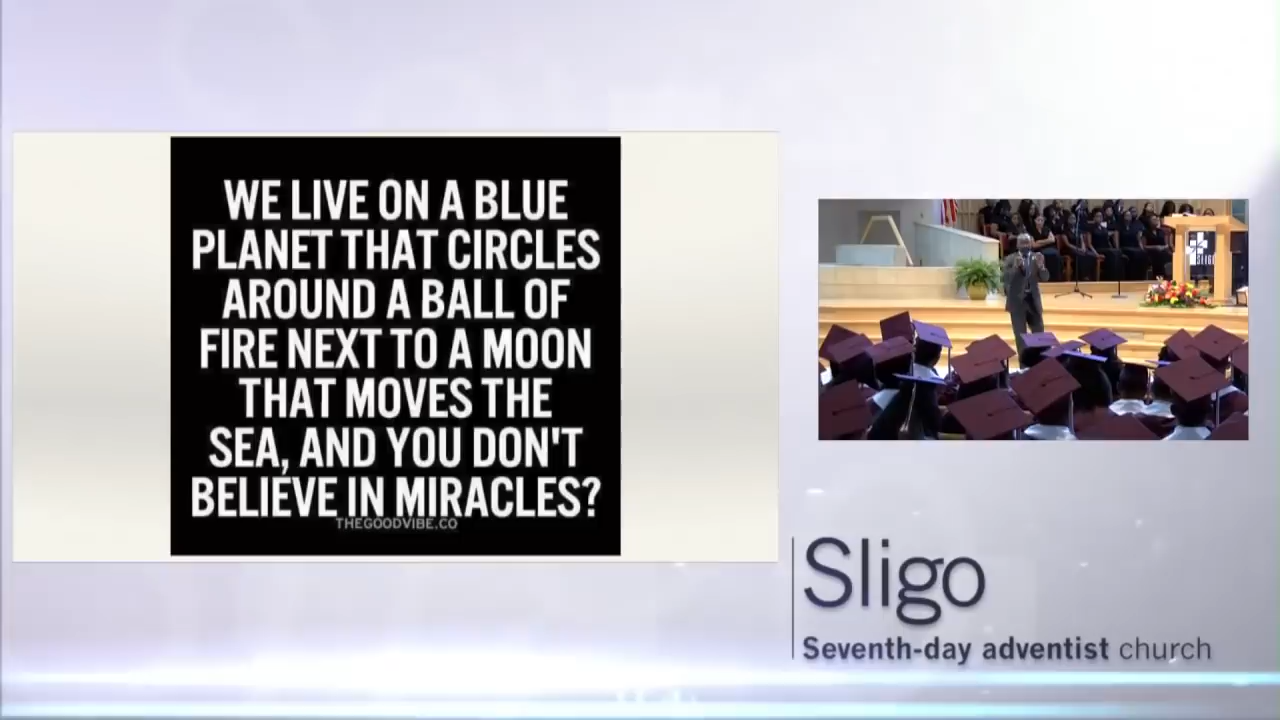 WE LIVE ON A BLUE
PLANET THAT CIRCLES
AROUND A BALL OF
FIRE NEXT TO A MOON
THAT MOVES THE
SEA, AND YOU DON'T
BELIEVE IN MIRACLES?
THEGOODVIBE.CO
SLIGO
Sligo
Seventh-day adventist church